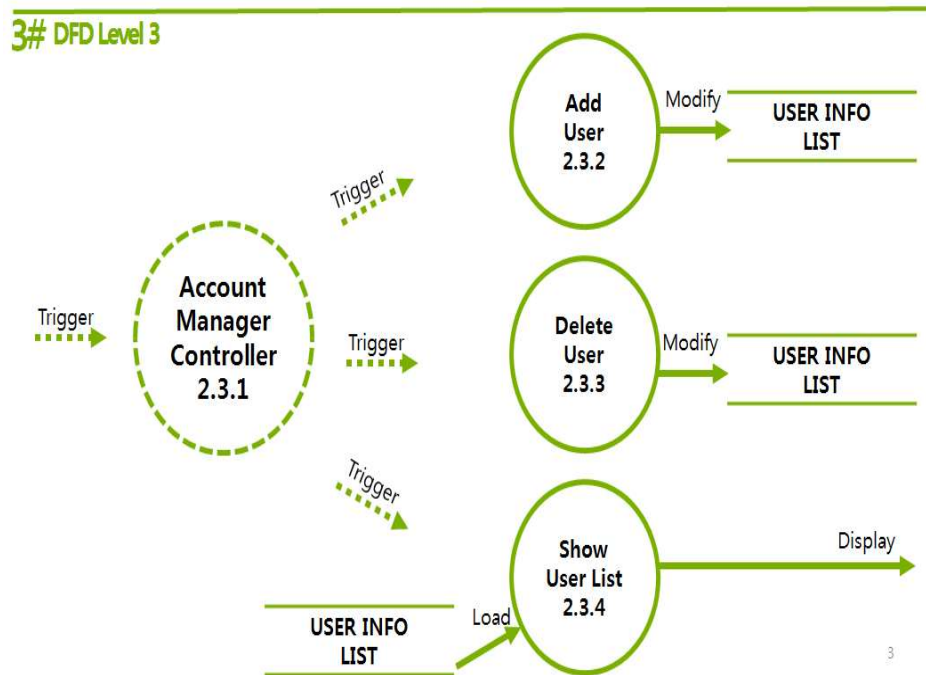 3# DFD Level 3
Trigger
Account
Manager
Controller
2.3.1
Trigger
Add
User
2.3.2
Modify
USER INFO
LIST
Trigger
Delete
User
2.3.3
Modify
USER INFO
LIST
Trigger
Show
User List
2.3.4
Display
USER INFO
LIST
Load
3